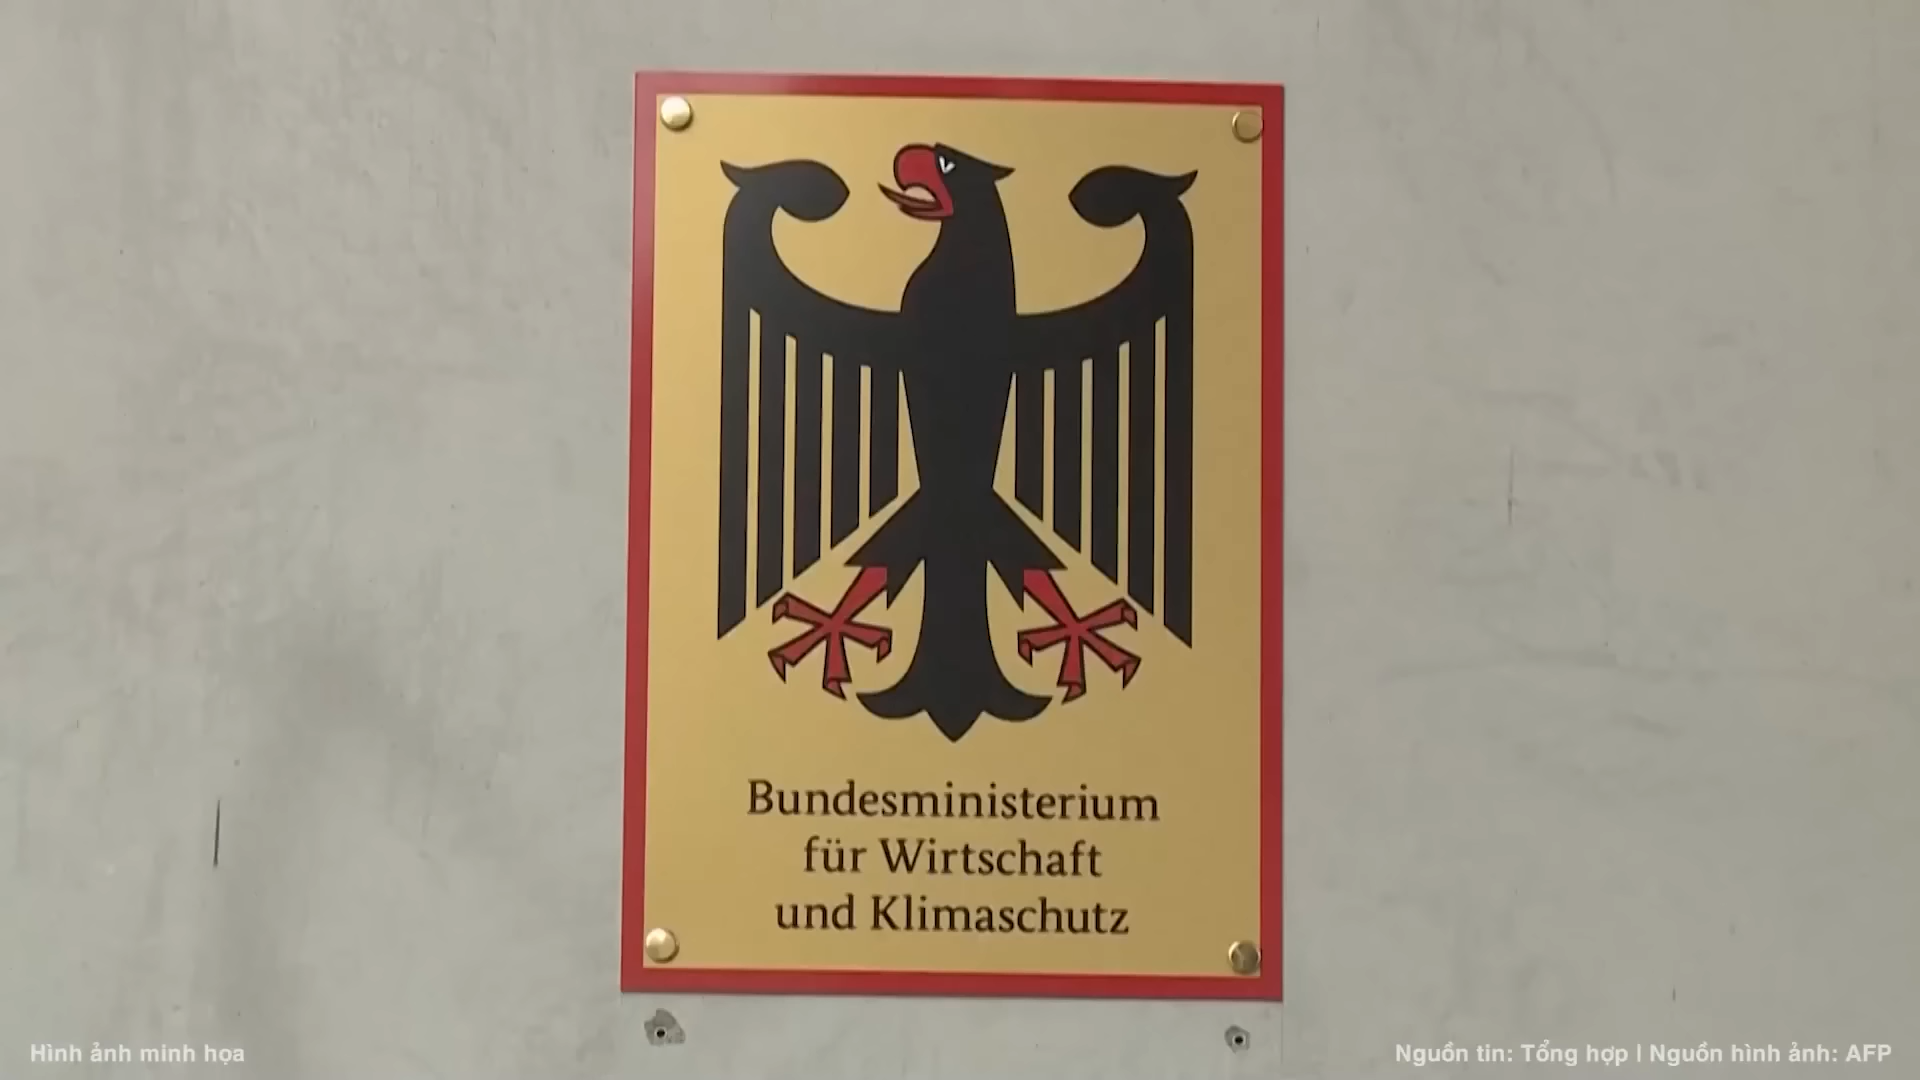 Bundesministerium
für Wirtschaft
und Klimaschutz
Hình ảnh minh họa
Nguồn tin: Tổng hợp | Nguồn hình ảnh: AFP